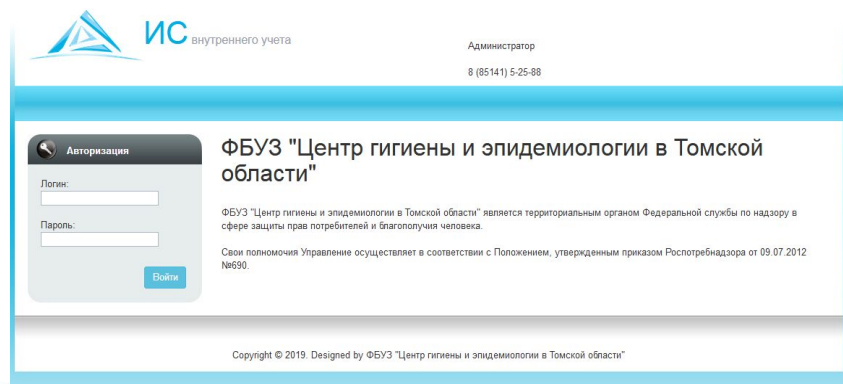 ИС внутреннего учета
Администратор
8 (85141) 5-25-88
Авторизация
Логин:
Пароль:
Войти
ФБУЗ "Центр гигиены и эпидемиологии в Томской
области"
ФБУЗ "Центр гигиены и эпидемиологии в Томской области" является территориальным органом Федеральной службы по надзору в
сфере защиты прав потребителей и благополучия человека.
Свои полномочия Управление осуществляет в соответствии с Положением, утвержденным приказом Роспотребнадзора от 09.07.2012
№690.
Copyright © 2019. Designed by ФБУЗ "Центр гигиены и эпидемиологии в Томской области"